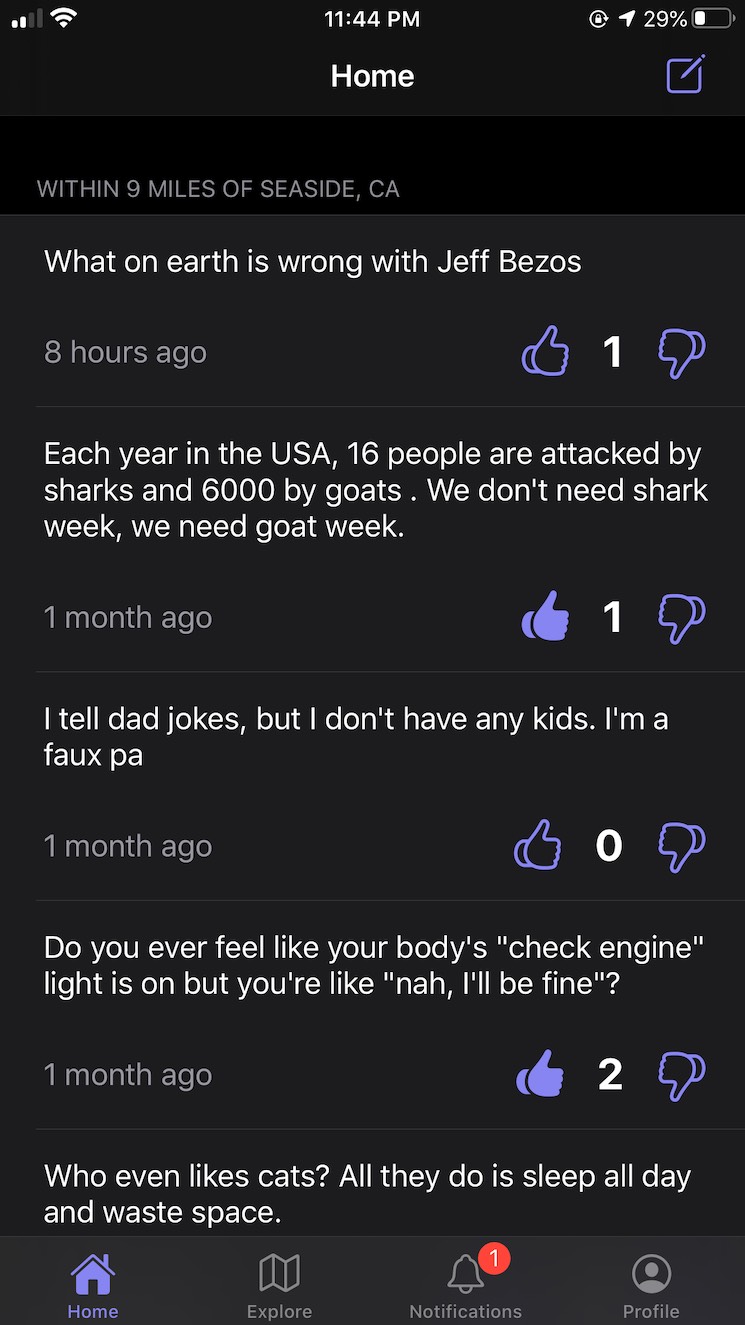 11:44 PM
29%
Home
WITHIN 9 MILES OF SEASIDE, CA
What on earth is wrong with Jeff Bezos
8 hours ago
1
Each year in the USA, 16 people are attacked by
sharks and 6000 by goats . We don't need shark
week, we need goat week.
1 month ago
1
I tell dad jokes, but I don't have any kids. I'm a
faux pa
1 month ago
0
Do you ever feel like your body's "check engine"
light is on but you're like "nah, I'll be fine"?
1 month ago
2
Who even likes cats? All they do is sleep all day
and waste space.
1
Home
Explore
Notifications
Profile